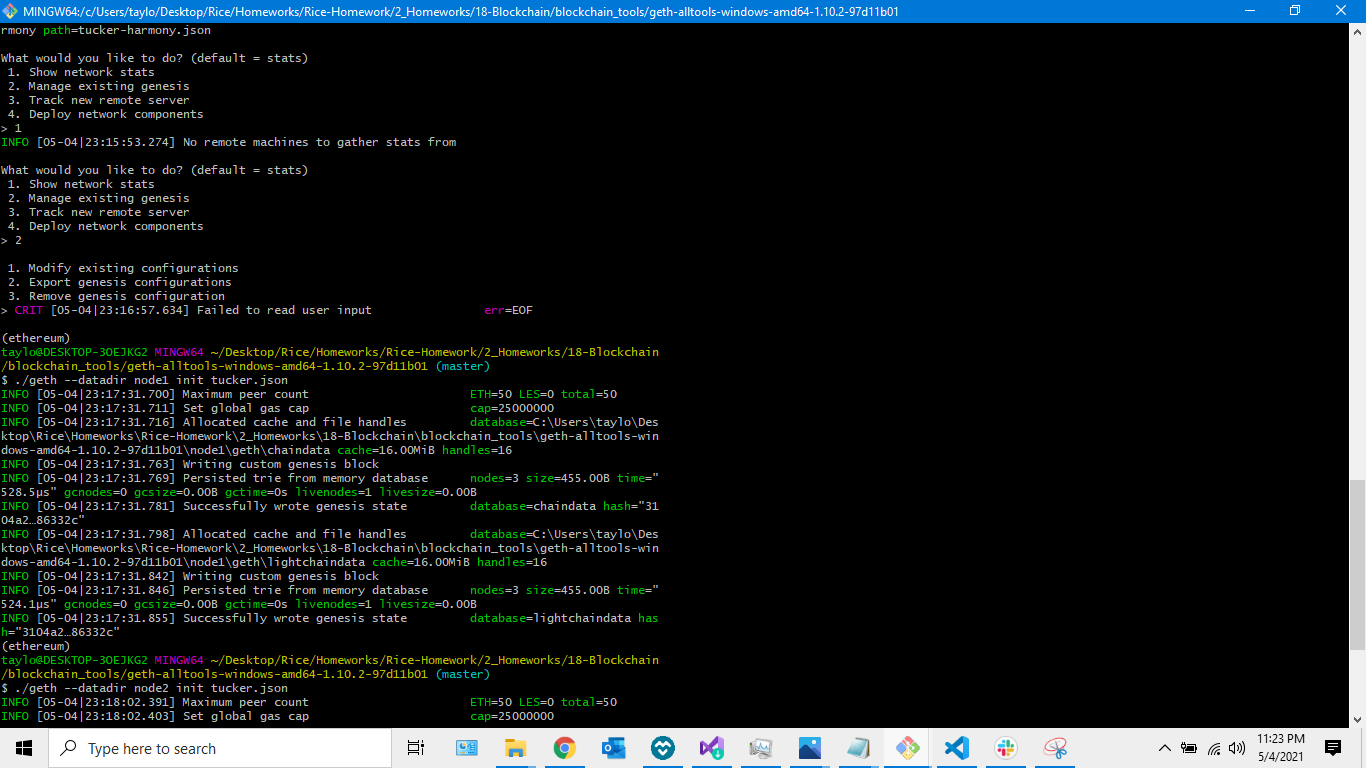 MINGW64:/c/Users/taylo/Desktop/Rice/Homeworks/Rice-Homework/2_Homeworks/18-Blockchain/blockchain_tools/geth-alltools-windows-amd64-1.10.2-97d11b01
rmony path=tucker-harmony.json
What would you like to do? (default = stats)
1. Show network stats
2. Manage existing genesis
3. Track new remote server
4. Deploy network components
> 1
INFO [05-04|23:15:53.274] No remote machines to gather stats from
What would you like to do? (default = stats)
1. Show network stats
2. Manage existing genesis
3. Track new remote server
4. Deploy network components
> 2
1. Modify existing configurations
2. Export genesis configurations
3. Remove genesis configuration
> CRIT [05-04|23:16:57.634] Failed to read user input err=EOF
(ethereum)
taylo@DESKTOP-3OEJKG2 MINGW64 ~/Desktop/Rice/Homeworks/Rice-Homework/2_Homeworks/18-Blockchain
/blockchain_tools/geth-alltools-windows-amd64-1.10.2-97d11b01 (master)
$ ./geth --datadir node1 init tucker.json
INFO [05-04|23:17:31.700] Maximum peer count ETH=50 LES=0 total=50
INFO [05-04|23:17:31.711] Set global gas cap cap=25000000
INFO [05-04|23:17:31.716] Allocated cache and file handles database=C:\Users\taylo\Des
ktop\Rice\Homeworks\Rice-Homework\2_Homeworks\18-Blockchain\blockchain_tools\geth-alltools-win
dows-amd64-1.10.2-97d11b01\node1\geth\chaindata cache=16.00MiB handles=16
INFO [05-04|23:17:31.763] Writing custom genesis block
INFO [05-04|23:17:31.769] Persisted trie from memory database nodes=3 size=455.00B time="
528.5µs" gcnodes=0 gcsize=0.00B gctime=0s livenodes=1 livesize=0.00B
INFO [05-04|23:17:31.781] Successfully wrote genesis state database=chaindata hash="31
04a2…86332c"
INFO [05-04|23:17:31.798] Allocated cache and file handles database=C:\Users\taylo\Des
ktop\Rice\Homeworks\Rice-Homework\2_Homeworks\18-Blockchain\blockchain_tools\geth-alltools-win
dows-amd64-1.10.2-97d11b01\node1\geth\lightchaindata cache=16.00MiB handles=16
INFO [05-04|23:17:31.842] Writing custom genesis block
INFO [05-04|23:17:31.846] Persisted trie from memory database nodes=3 size=455.00B time="
524.1µs" gcnodes=0 gcsize=0.00B gctime=0s livenodes=1 livesize=0.00B
INFO [05-04|23:17:31.855] Successfully wrote genesis state database=lightchaindata has
h="3104a2…86332c"
(ethereum)
taylo@DESKTOP-3OEJKG2 MINGW64 ~/Desktop/Rice/Homeworks/Rice-Homework/2_Homeworks/18-Blockchain
/blockchain_tools/geth-alltools-windows-amd64-1.10.2-97d11b01 (master)
$ ./geth --datadir node2 init tucker.json
INFO [05-04|23:18:02.391] Maximum peer count ETH=50 LES=0 total=50
INFO [05-04|23:18:02.403] Set global gas cap cap=25000000
Type here to search
11:23 PM
5/4/2021